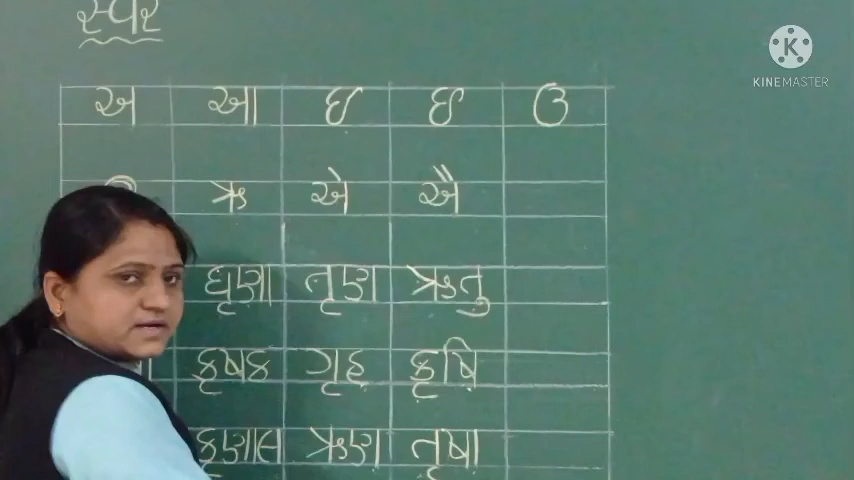 સ્વર
અ આ ઇ ઈ ઉ
ઋ એ ઐ
ઘૃણા તૃણ ઋતુ
કૃષક ગૃહ કૃષિ
કૃણાલ ઋણ તૃષા
KINEMASTER